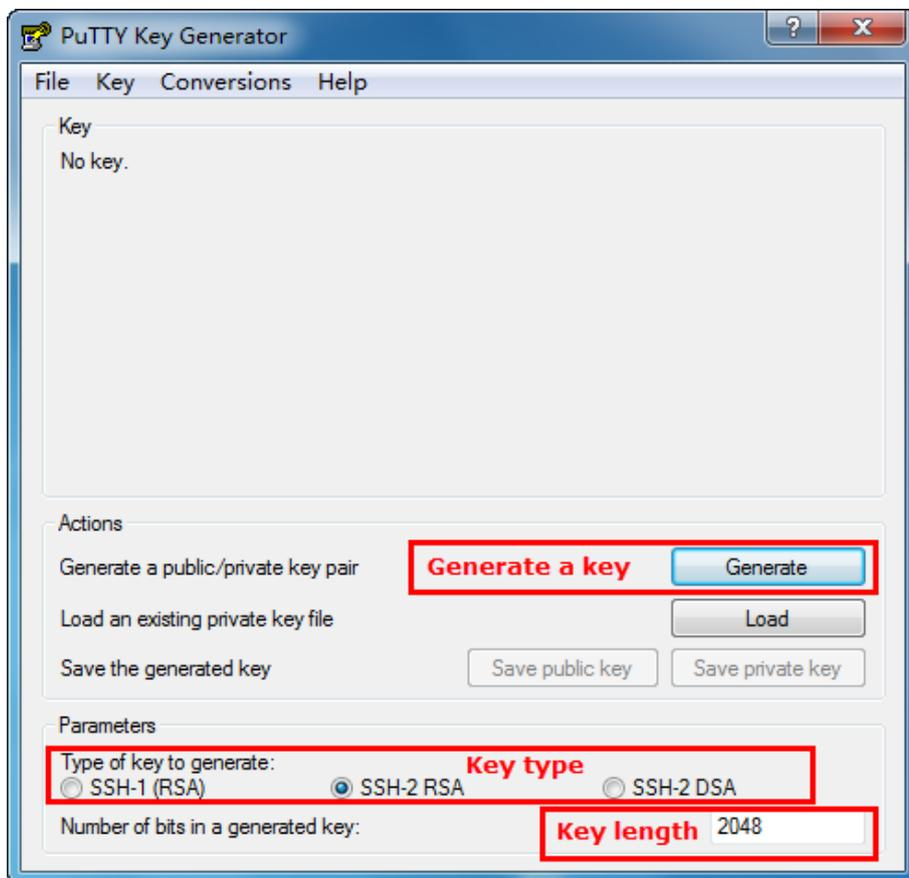 PuTTY Key Generator
? X
File Key Conversions Help
Key
No key.
Actions
Generate a public/private key pair Generate a key Generate
Load an existing private key file Load
Save the generated key Save public key Save private key
Parameters
Type of key to generate: Key type
SSH-1 (RSA) SSH-2 RSA SSH-2 DSA
Number of bits in a generated key: Key length 2048